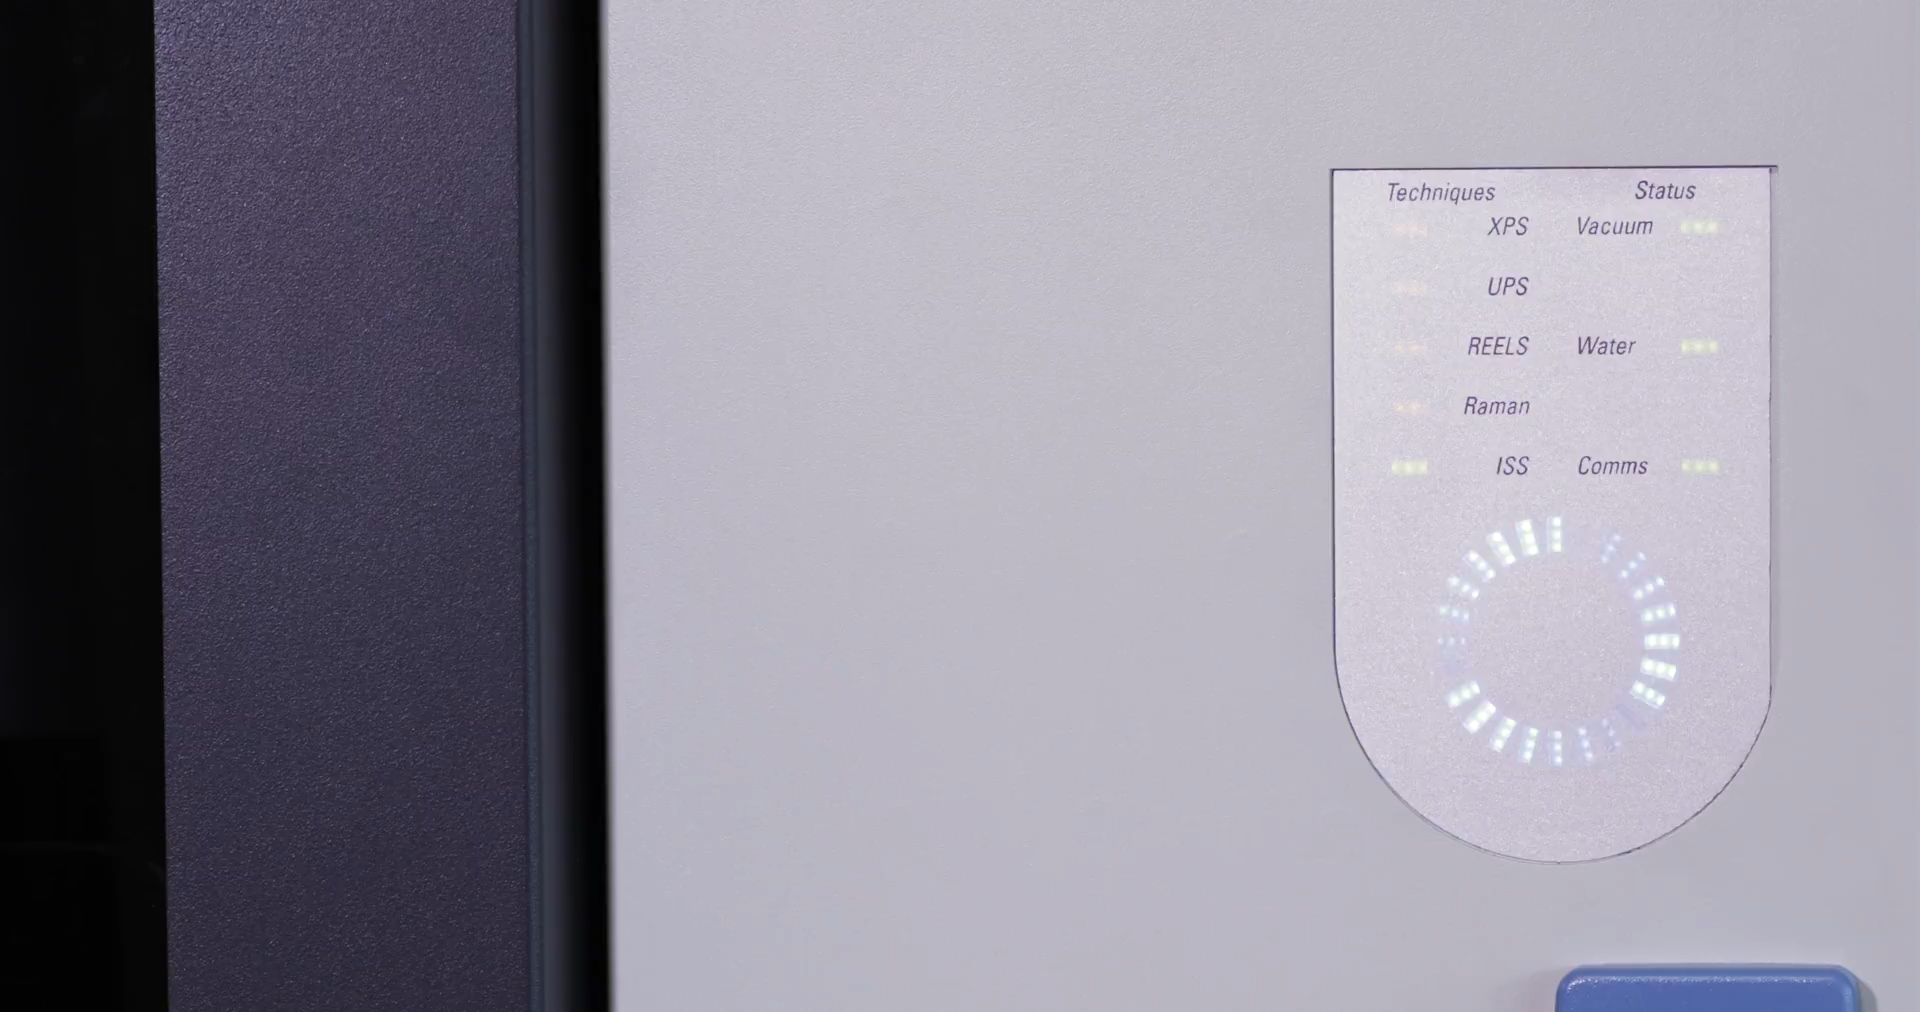 Techniques Status
XPS Vacuum
UPS
REELS Water
Raman
ISS Comms